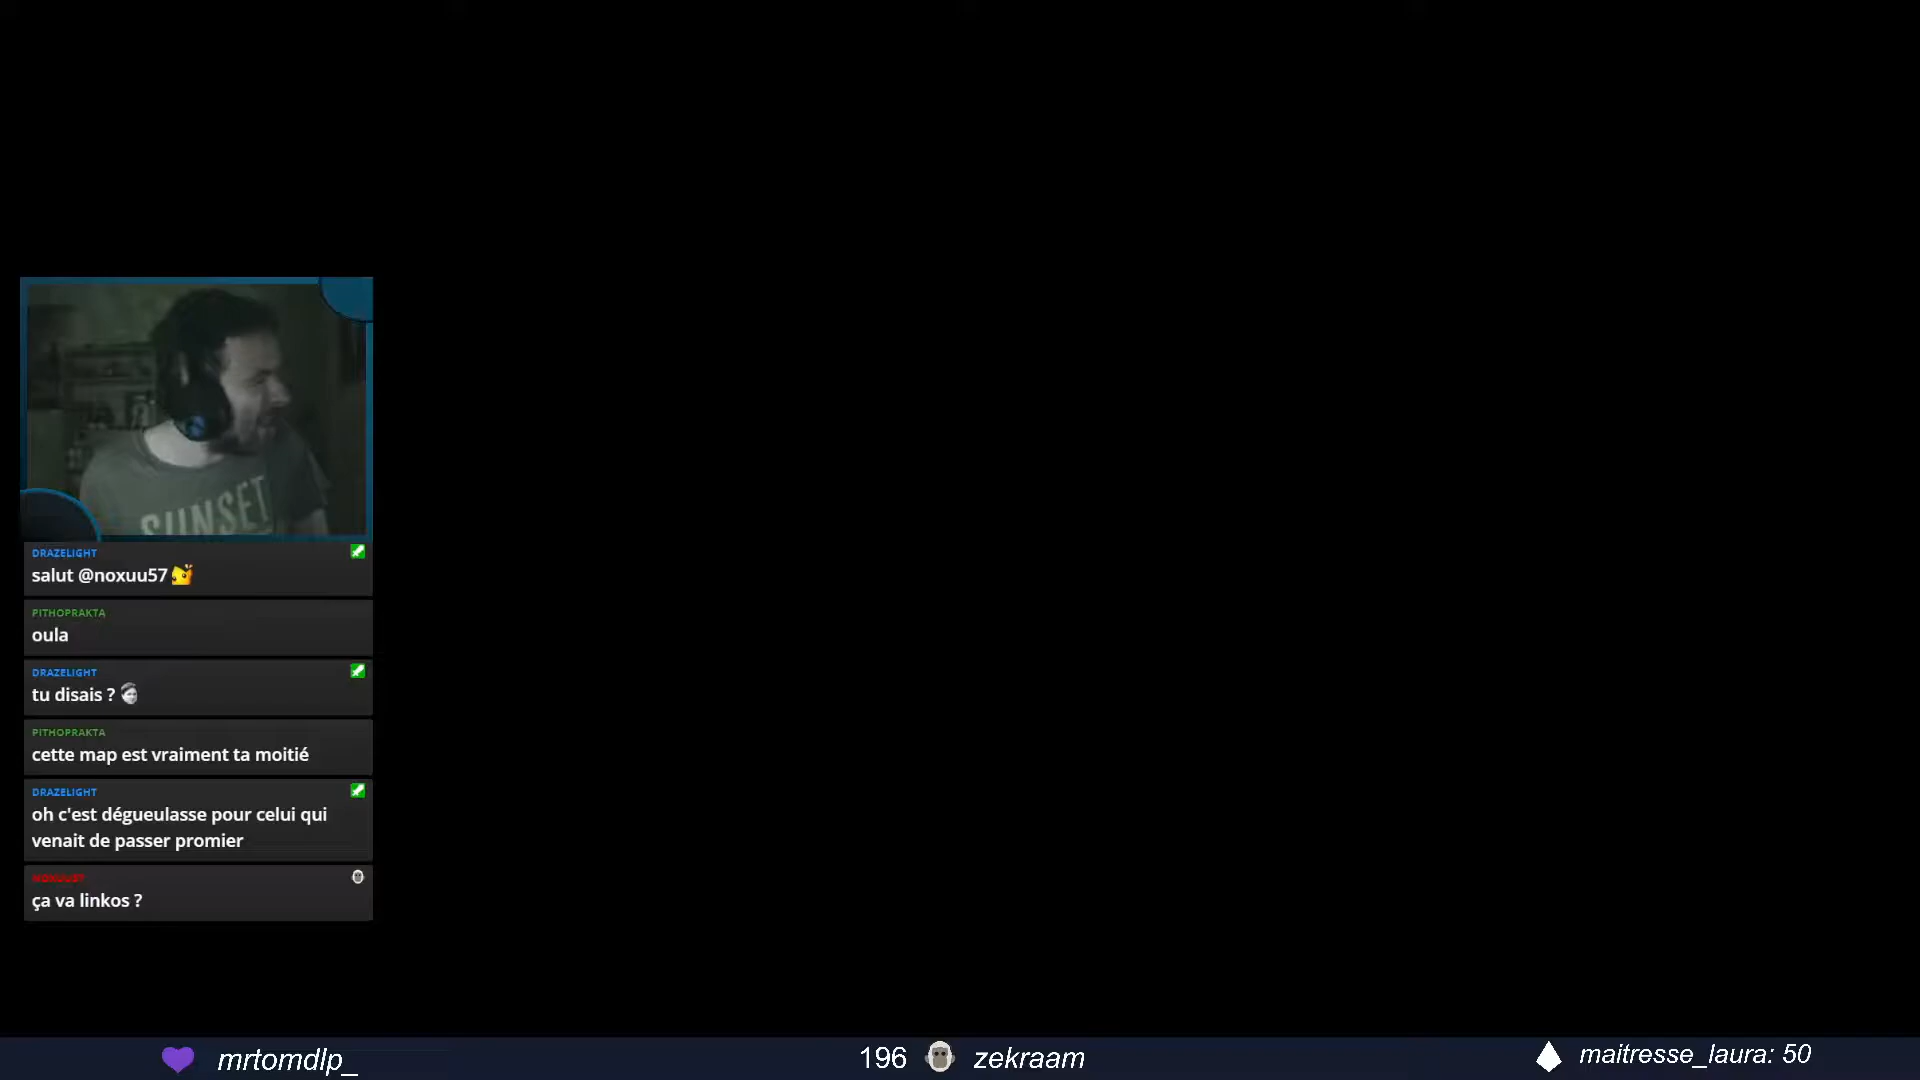 SUNSET
DRAZELIGHT
salut @noxuu57
PITHOPRAKTA
oula
DRAZELIGHT
tu disais ?
PITHOPRAKTA
cette map est vraiment ta moitié
DRAZELIGHT
oh c'est dégueulasse pour celui qui
venait de passer promier
NOXUU57
ça va linkos ?
mrtomdlp_
196 zekraam
maitresse_laura: 50